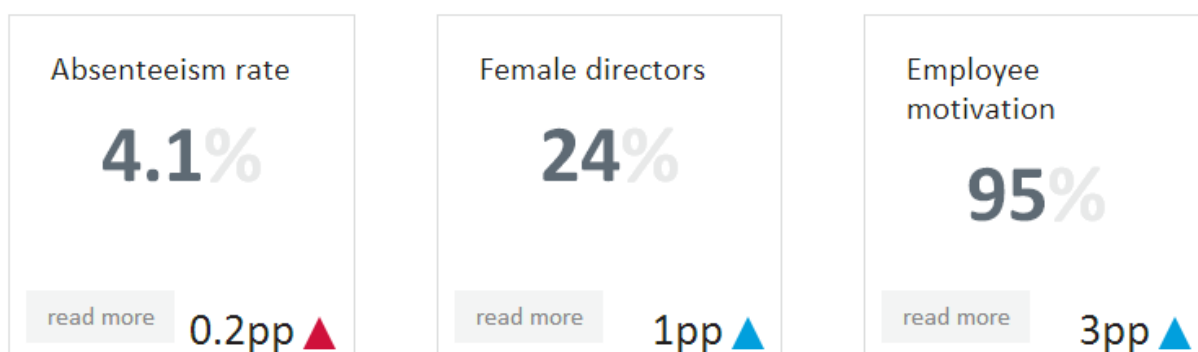 Absenteeism rate
4.1%
read more
0.2pp
Female directors
24%
read more
1pp
Employee
motivation
95%
read more
3pp